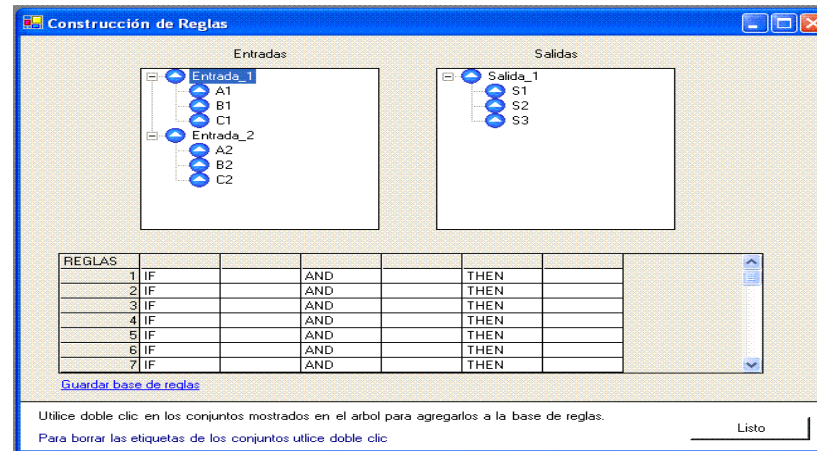 Construcción de Reglas
Entradas
Salidas
Entrada_1
A1
B1
C1
Entrada_2
A2
B2
C2
Salida_1
S1
S2
S3
REGLAS
1 IF AND THEN
2 IF AND THEN
3 IF AND THEN
4 IF AND THEN
5 IF AND THEN
6 IF AND THEN
7 IF AND THEN
Guardar base de reglas
Utilice doble clic en los conjuntos mostrados en el arbol para agregarlos a la base de reglas.
Para borrar las etiquetas de los conjuntos utlice doble clic
Listo